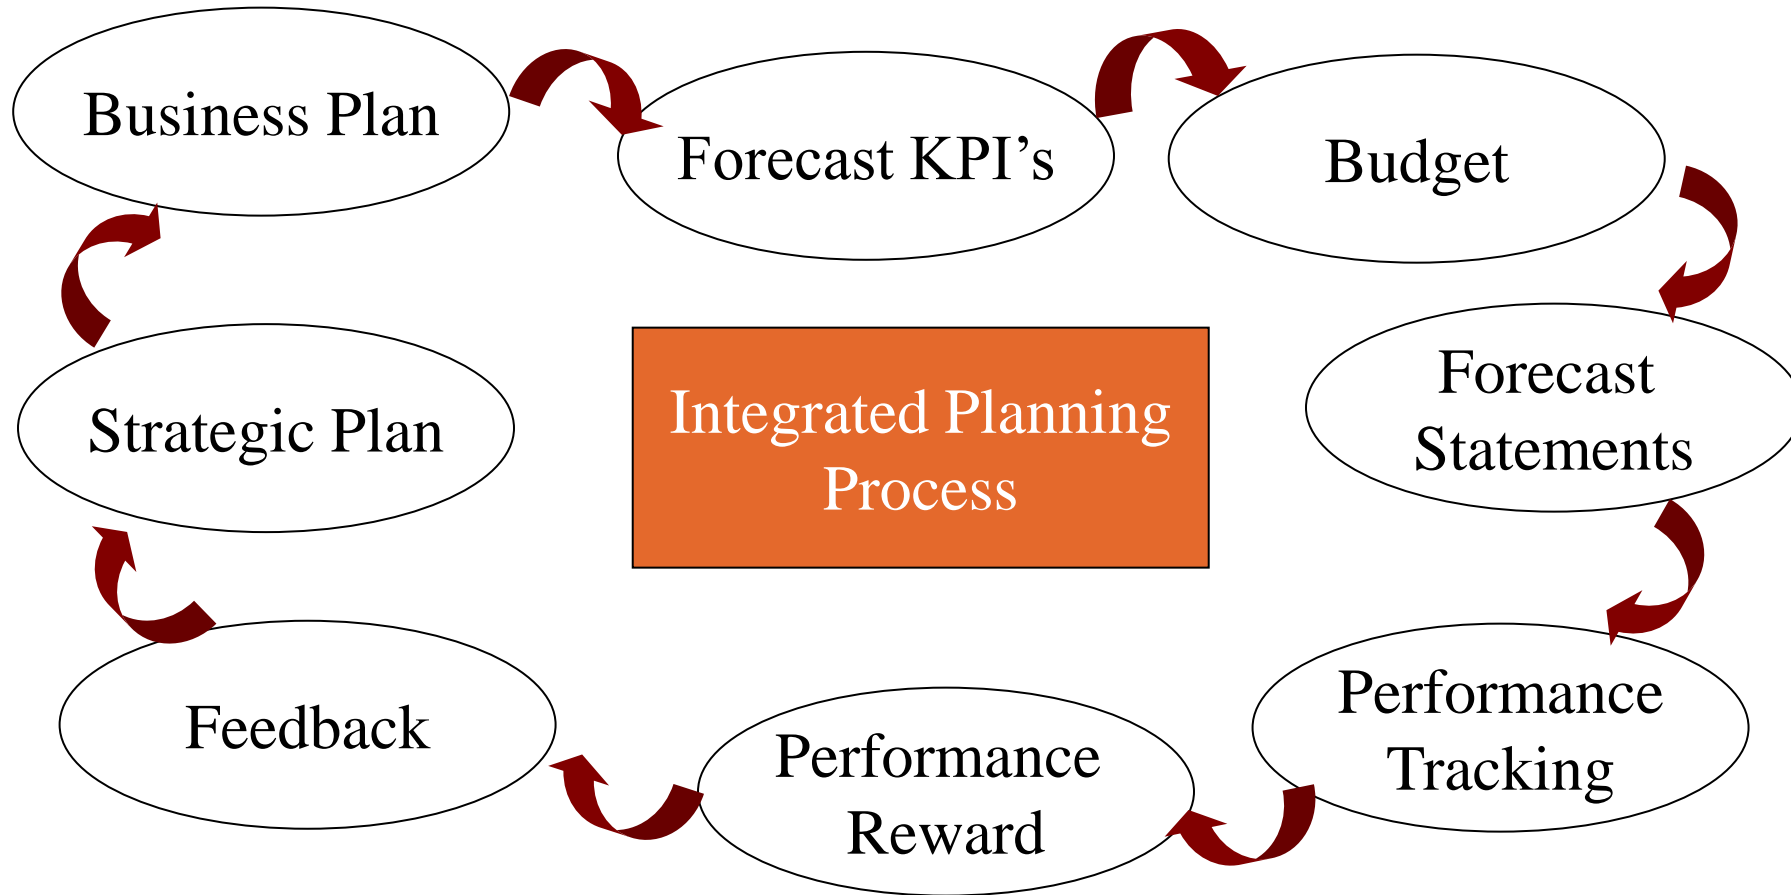 Business Plan
Forecast KPI’s
Budget
Forecast
Statements
Integrated Planning
Process
Strategic Plan
Performance
Tracking
Performance
Reward
Feedback